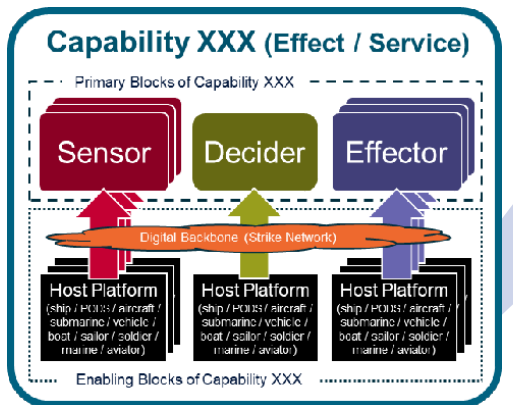 Capability XXX (Effect / Service)
Primary Blocks of Capability XXX
Sensor
Decider
Effector
Digital Backbone (Strike Network)
Host Platform
(ship / PODS / aircraft /
submarine / vehicle /
boat / sailor / soldier /
marine / aviator)
Host Platform
(ship / PODS / aircraft /
submarine / vehicle /
boat / sailor / soldier /
marine / aviator)
Host Platform
(ship / PODS / aircraft /
submarine / vehicle /
boat / sailor / soldier /
marine / aviator)
Enabling Blocks of Capability XXX